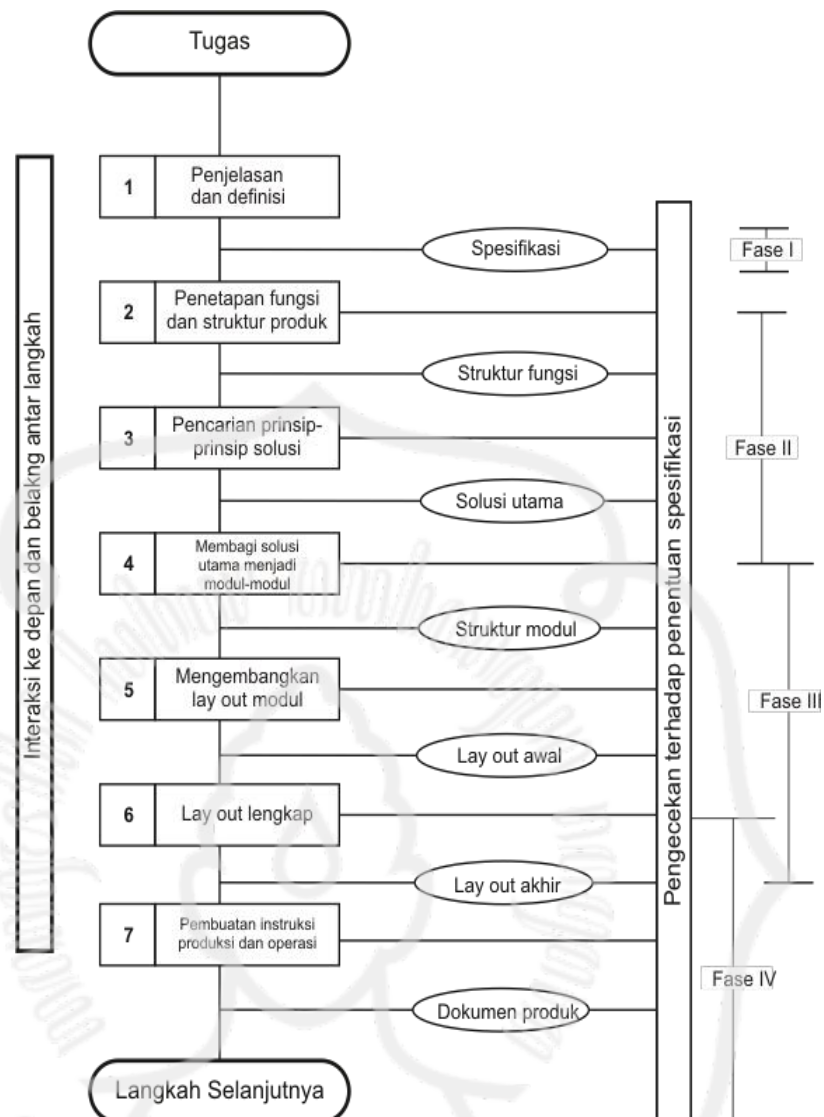 Tugas
1
Penjelasan
dan definisi
Spesifikasi
Fase I
2
Penetapan fungsi
dan struktur produk
Struktur fungsi
3
Pencarian prinsip-
prinsip solusi
Fase II
Solusi utama
4
Membagi solusi
utama menjadi
modul-modul
Struktur modul
5
Mengembangkan
lay out modul
Fase III
Lay out awal
6
Lay out lengkap
Lay out akhir
7
Pembuatan instruksi
produksi dan operasi
Fase IV
Dokumen produk
Langkah Selanjutnya
Interaksi ke depan dan belakng antar langkah
Pengecekan terhadap penentuan spesifikasi